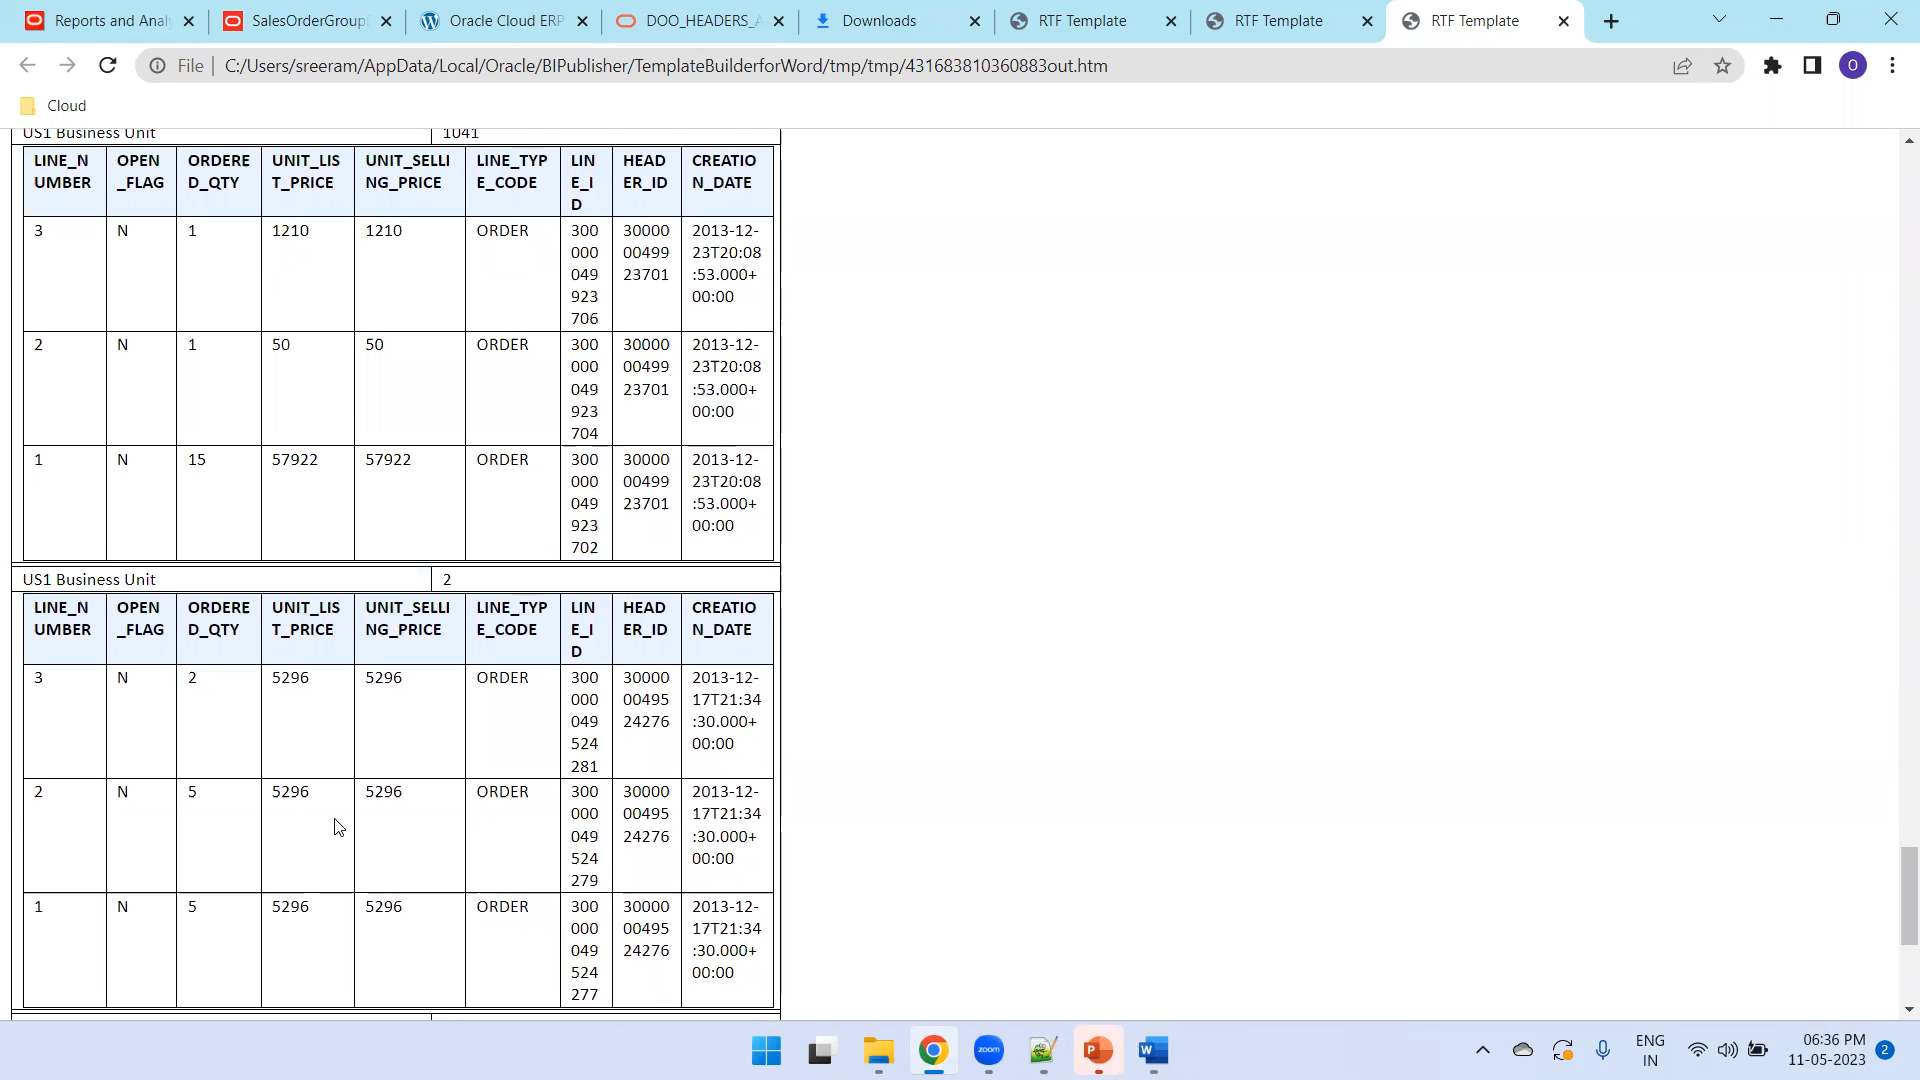 Reports and Anal
SalesOrderGroup
Oracle Cloud ERP
DOO_HEADERS_A
Downloads
RTF Template
RTF Template
RTF Template
File | C:/Users/sreeram/AppData/Local/Oracle/BIPublisher/TemplateBuilderforWord/tmp/tmp/431683810360883out.htm
O
Cloud
US1 Business Unit 1041
LINE_N OPEN ORDERE UNIT_LIS UNIT_SELLI LINE_TYP LIN HEAD CREATIO
UMBER _FLAG D_QTY T_PRICE NG_PRICE E_CODE E_I ER_ID N_DATE
D
3 N 1 1210 1210 ORDER 300 30000 2013-12-
000 00499 23T20:08
049 23701 :53.000+
923 00:00
706
2 N 1 50 50 ORDER 300 30000 2013-12-
000 00499 23T20:08
049 23701 :53.000+
923 00:00
704
1 N 15 57922 57922 ORDER 300 30000 2013-12-
000 00499 23T20:08
049 23701 :53.000+
923 00:00
702
US1 Business Unit 2
LINE_N OPEN ORDERE UNIT_LIS UNIT_SELLI LINE_TYP LIN HEAD CREATIO
UMBER _FLAG D_QTY T_PRICE NG_PRICE E_CODE E_I ER_ID N_DATE
D
3 N 2 5296 5296 ORDER 300 30000 2013-12-
000 00495 17T21:34
049 24276 :30.000+
524 00:00
281
2 N 5 5296 5296 ORDER 300 30000 2013-12-
000 00495 17T21:34
049 24276 :30.000+
524 00:00
279
1 N 5 5296 5296 ORDER 300 30000 2013-12-
000 00495 17T21:34
049 24276 :30.000+
524 00:00
277
zoom
P
W
ENG
IN
06:36 PM
11-05-2023
2